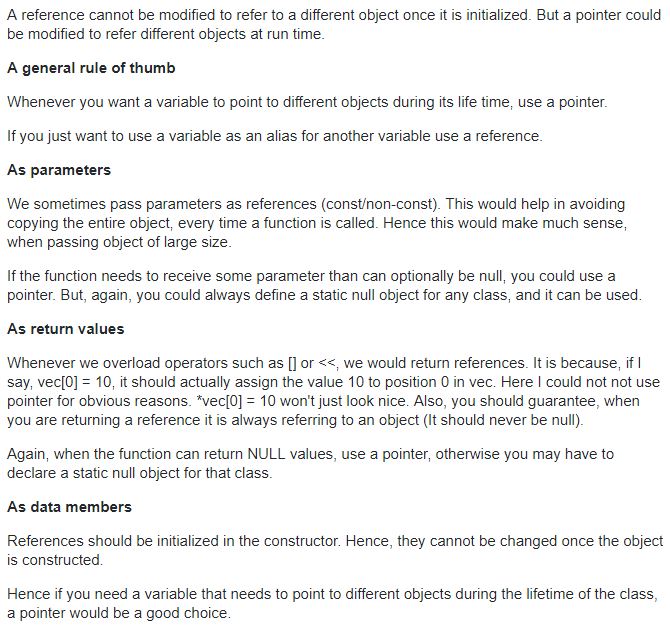 A reference cannot be modified to refer to a different object once it is initialized. But a pointer could
be modified to refer different objects at run time.
A general rule of thumb
Whenever you want a variable to point to different objects during its life time, use a pointer.
If you just want to use a variable as an alias for another variable use a reference.
As parameters
We sometimes pass parameters as references (const/non-const). This would help in avoiding
copying the entire object, every time a function is called. Hence this would make much sense,
when passing object of large size.
If the function needs to receive some parameter than can optionally be null, you could use a
pointer. But, again, you could always define a static null object for any class, and it can be used.
As return values
Whenever we overload operators such as [] or <<, we would return references. It is because, if I
say, vec[0] = 10, it should actually assign the value 10 to position 0 in vec. Here I could not not use
pointer for obvious reasons. *vec[0] = 10 won't just look nice. Also, you should guarantee, when
you are returning a reference it is always referring to an object (It should never be null).
Again, when the function can return NULL values, use a pointer, otherwise you may have to
declare a static null object for that class.
As data members
References should be initialized in the constructor. Hence, they cannot be changed once the object
is constructed.
Hence if you need a variable that needs to point to different objects during the lifetime of the class,
a pointer would be a good choice.